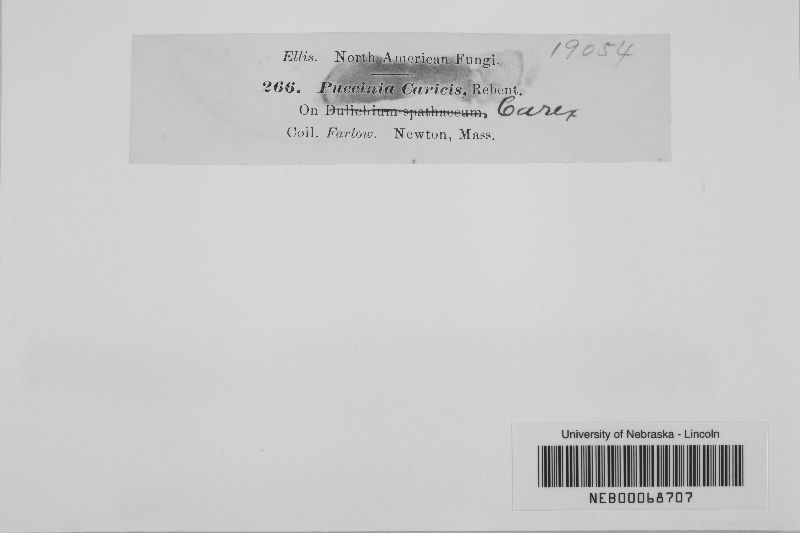 Ellis. North American Fungi.
19054
266. Puccinia Caricis, Rebent.
On Dulichium spathaceum, Carex
Coll. Farlow. Newton, Mass.
University of Nebraska - Lincoln
NEB00068707